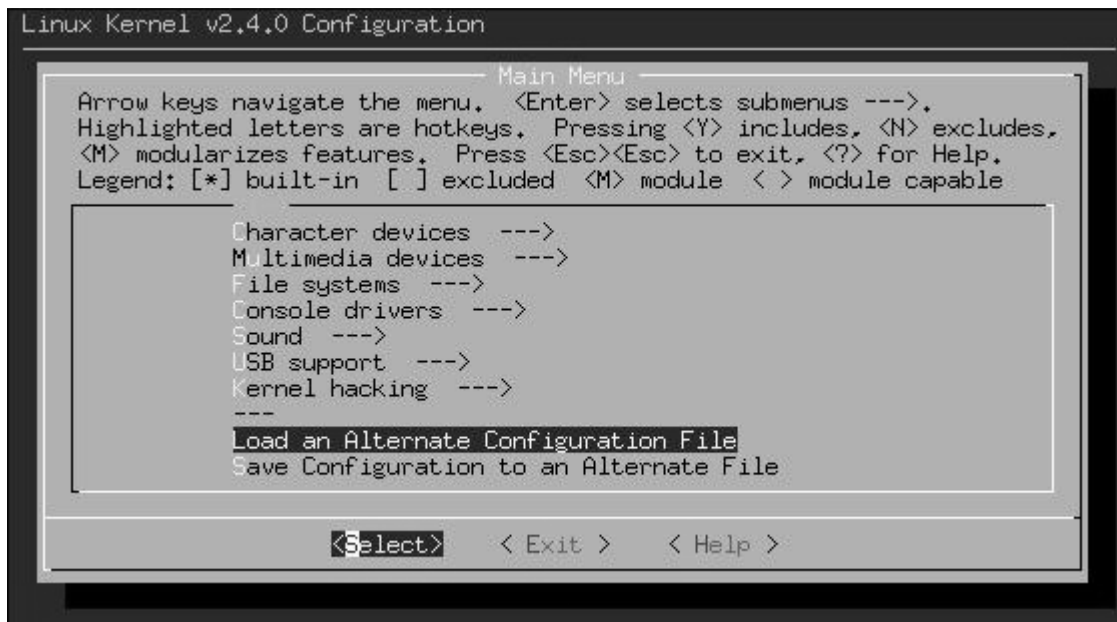 Linux Kernel v2.4.0 Configuration
Main Menu
Arrow keys navigate the menu. <Enter> selects submenus --->.
Highlighted letters are hotkeys. Pressing <Y> includes, <N> excludes,
<M> modularizes features. Press <Esc><Esc> to exit, <?> for Help.
Legend: [*] built-in [ ] excluded <M> module < > module capable
Character devices --->
Multimedia devices --->
File systems --->
Console drivers --->
Sound --->
USB support --->
Kernel hacking --->
---
Load an Alternate Configuration File
Save Configuration to an Alternate File
<Select> < Exit > < Help >